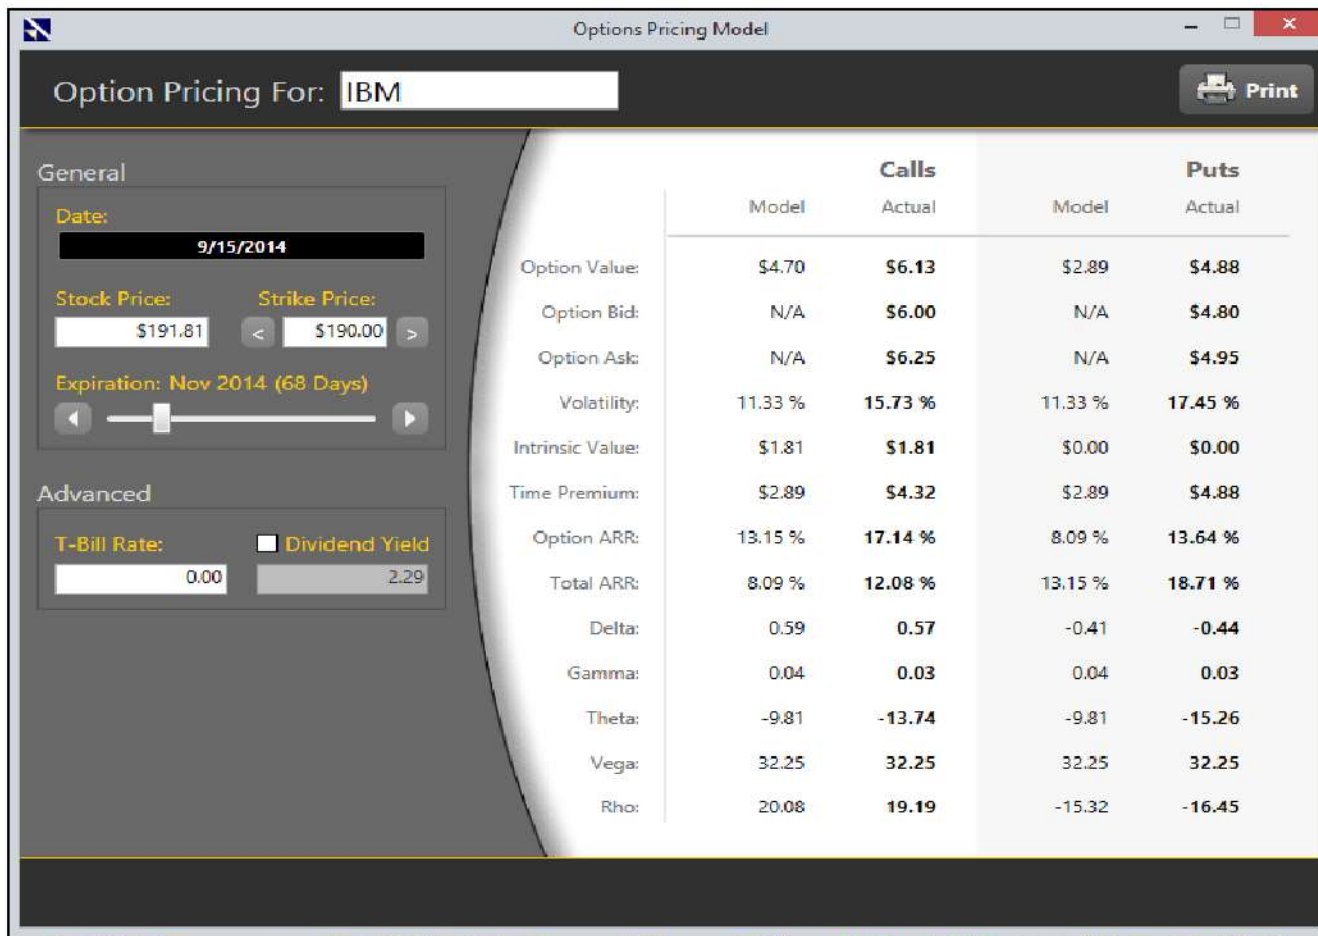 Options Pricing Model
Option Pricing For: IBM
Print
General
Date:
9/15/2014
Stock Price: Strike Price:
$191.81 < $190.00 >
Expiration: Nov 2014 (68 Days)
Advanced
T-Bill Rate: Dividend Yield
0.00 2.29
Calls Puts
Model Actual Model Actual
Option Value: $4.70 $6.13 $2.89 $4.88
Option Bid: N/A $6.00 N/A $4.80
Option Ask: N/A $6.25 N/A $4.95
Volatility: 11.33 % 15.73 % 11.33 % 17.45 %
Intrinsic Value: $1.81 $1.81 $0.00 $0.00
Time Premium: $2.89 $4.32 $2.89 $4.88
Option ARR: 13.15 % 17.14 % 8.09 % 13.64 %
Total ARR: 8.09 % 12.08 % 13.15 % 18.71 %
Delta: 0.59 0.57 -0.41 -0.44
Gamma: 0.04 0.03 0.04 0.03
Theta: -9.81 -13.74 -9.81 -15.26
Vega: 32.25 32.25 32.25 32.25
Rho: 20.08 19.19 -15.32 -16.45